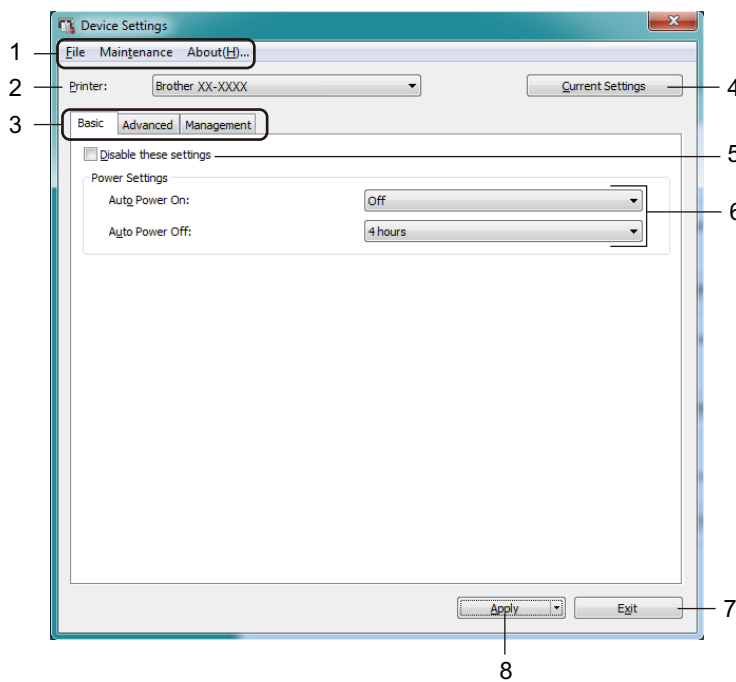 Device Settings
1 File Maintenance About(H)...
2 Printer: Brother XX-XXXX Current Settings 4
3 Basic Advanced Management
Disable these settings 5
Power Settings
Auto Power On: Off 6
Auto Power Off: 4 hours
Apply Exit 7
8